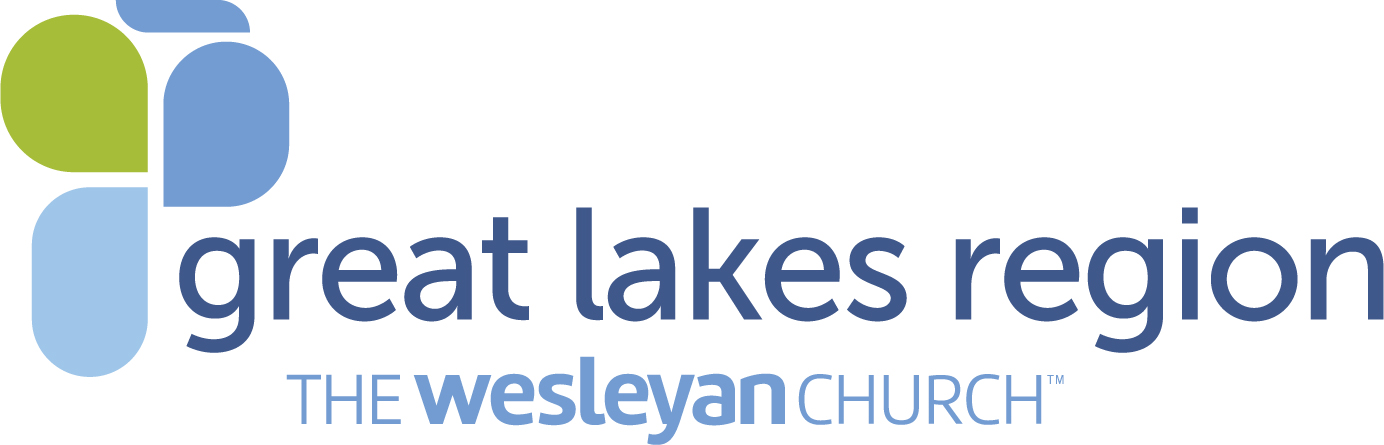 great lakes region
THE wesleyan CHURCH™